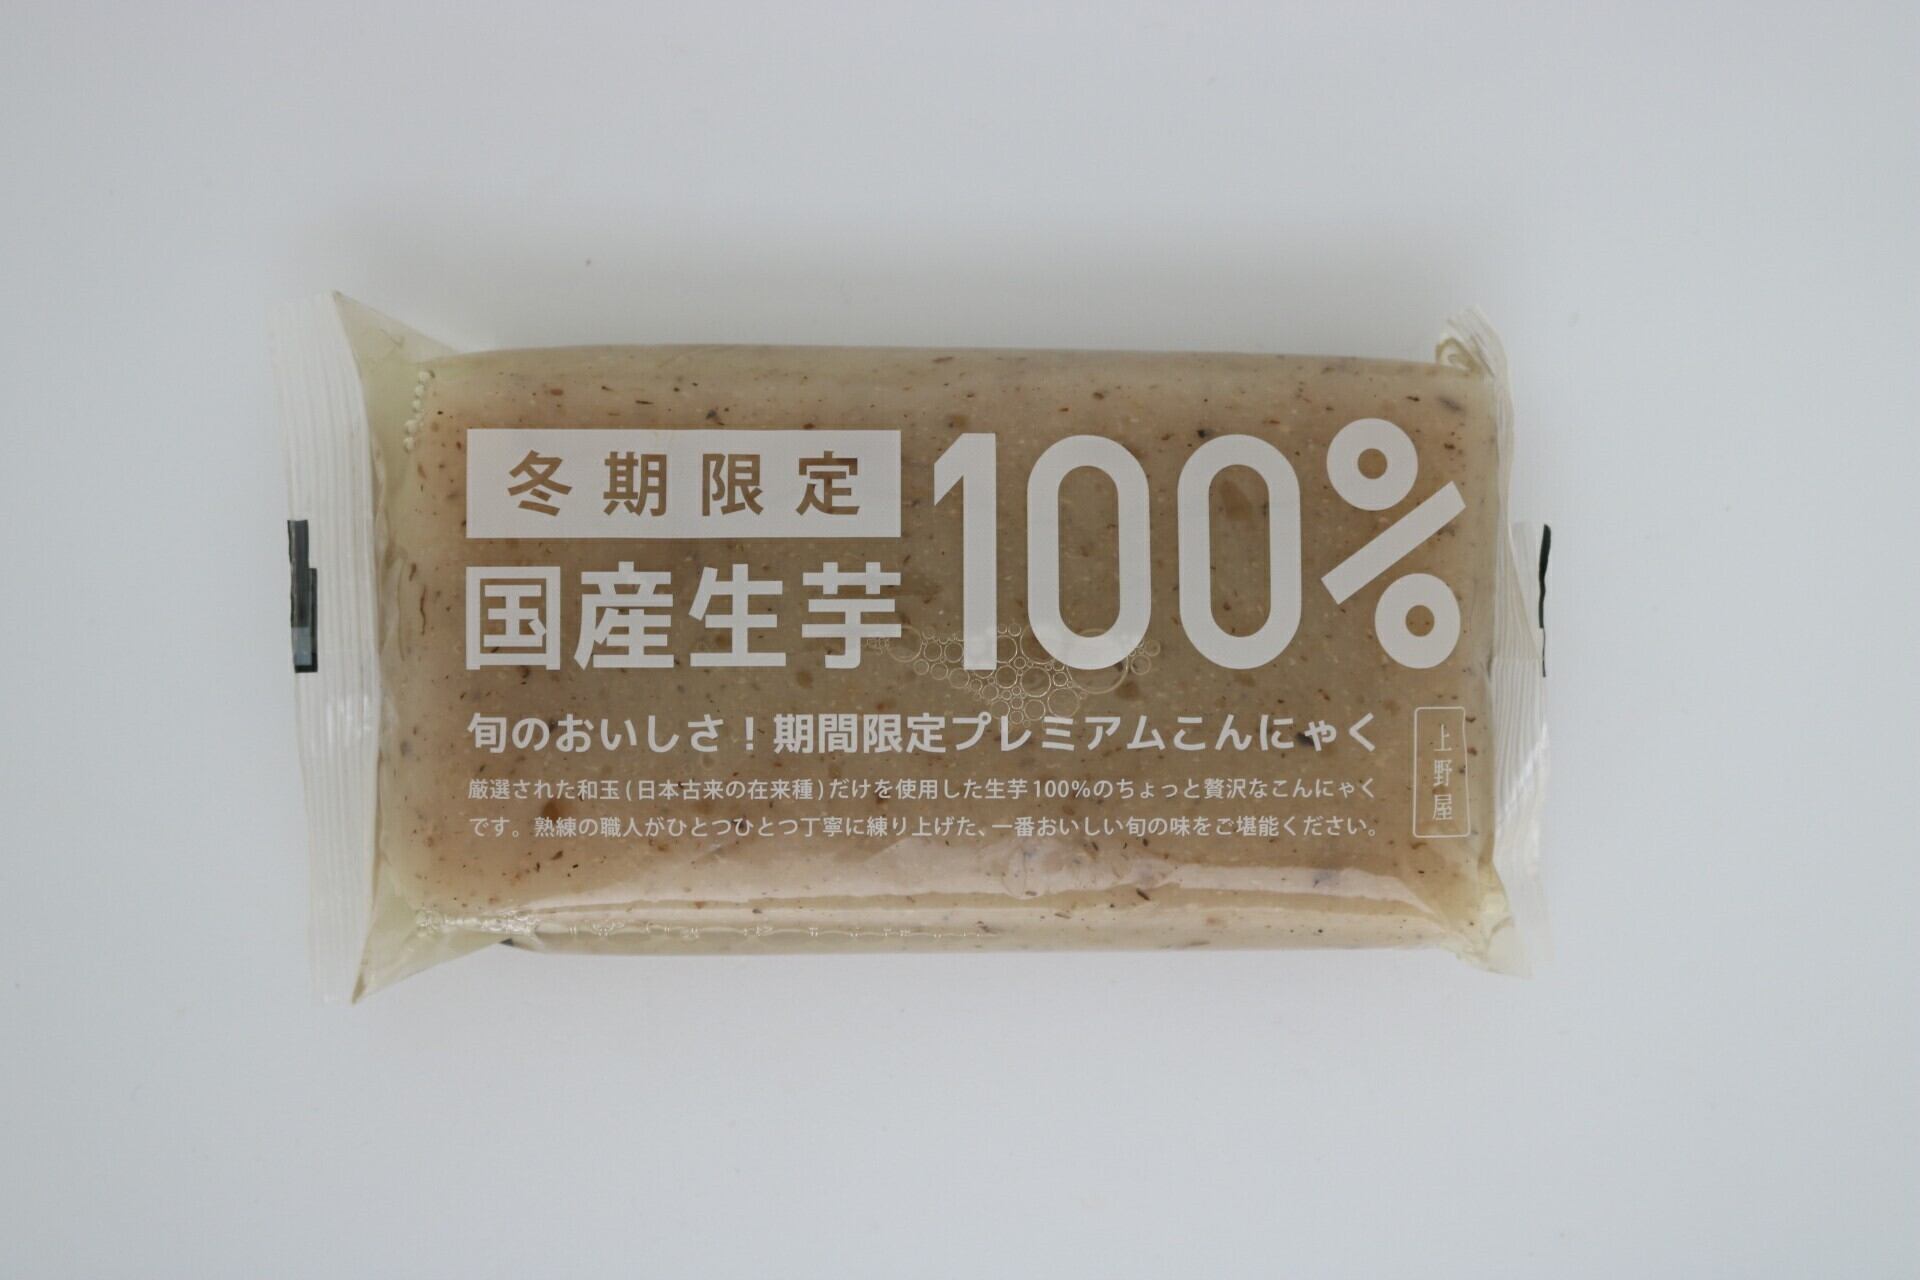 冬期限定
国産生芋100%
旬のおいしさ！期間限定プレミアムこんにゃく
厳選された和玉(日本古来の在来種)だけを使用した生芋100%のちょっと贅沢なこんにゃく
です。熟練の職人がひとつひとつ丁寧に練り上げた、一番おいしい旬の味をご堪能ください。
上野屋